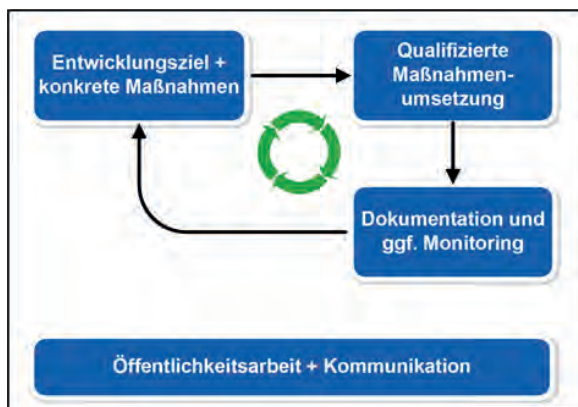 Entwicklungsziel +
konkrete Maßnahmen
Qualifizierte
Maßnahmen-
umsetzung
Dokumentation und
ggf. Monitoring
Öffentlichkeitsarbeit + Kommunikation